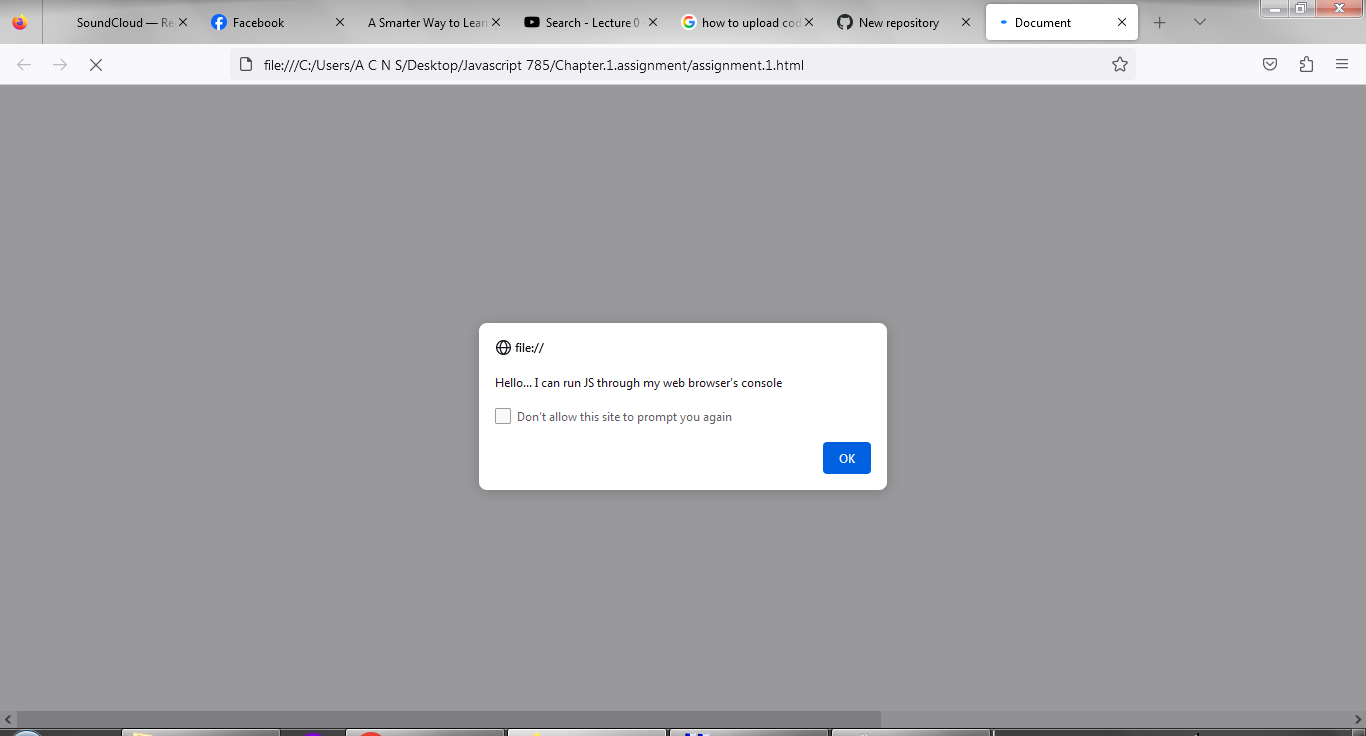 SoundCloud — Re
Facebook
A Smarter Way to Lear
Search - Lecture 0
how to upload cod
New repository
Document
file:///C:/Users/A C N S/Desktop/Javascript 785/Chapter.1.assignment/assignment.1.html
file://
Hello... I can run JS through my web browser's console
Don't allow this site to prompt you again
OK